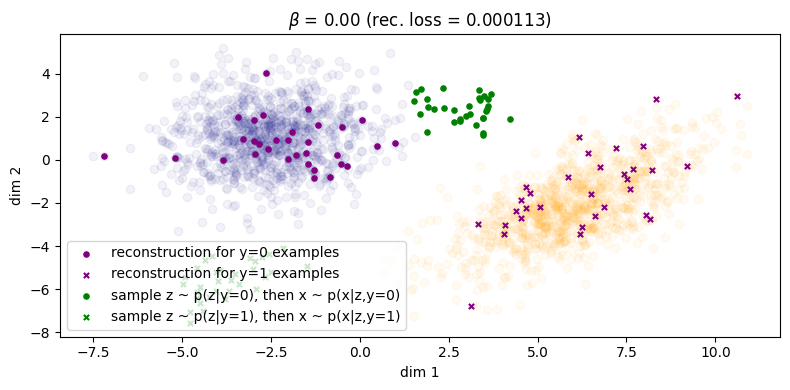 β = 0.00 (rec. loss = 0.000113)
dim 2
4
2
0
−2
−4
−6
−8
reconstruction for y=0 examples
reconstruction for y=1 examples
sample z ~ p(z|y=0), then x ~ p(x|z,y=0)
sample z ~ p(z|y=1), then x ~ p(x|z,y=1)
−7.5 −5.0 −2.5 0.0 2.5 5.0 7.5 10.0
dim 1